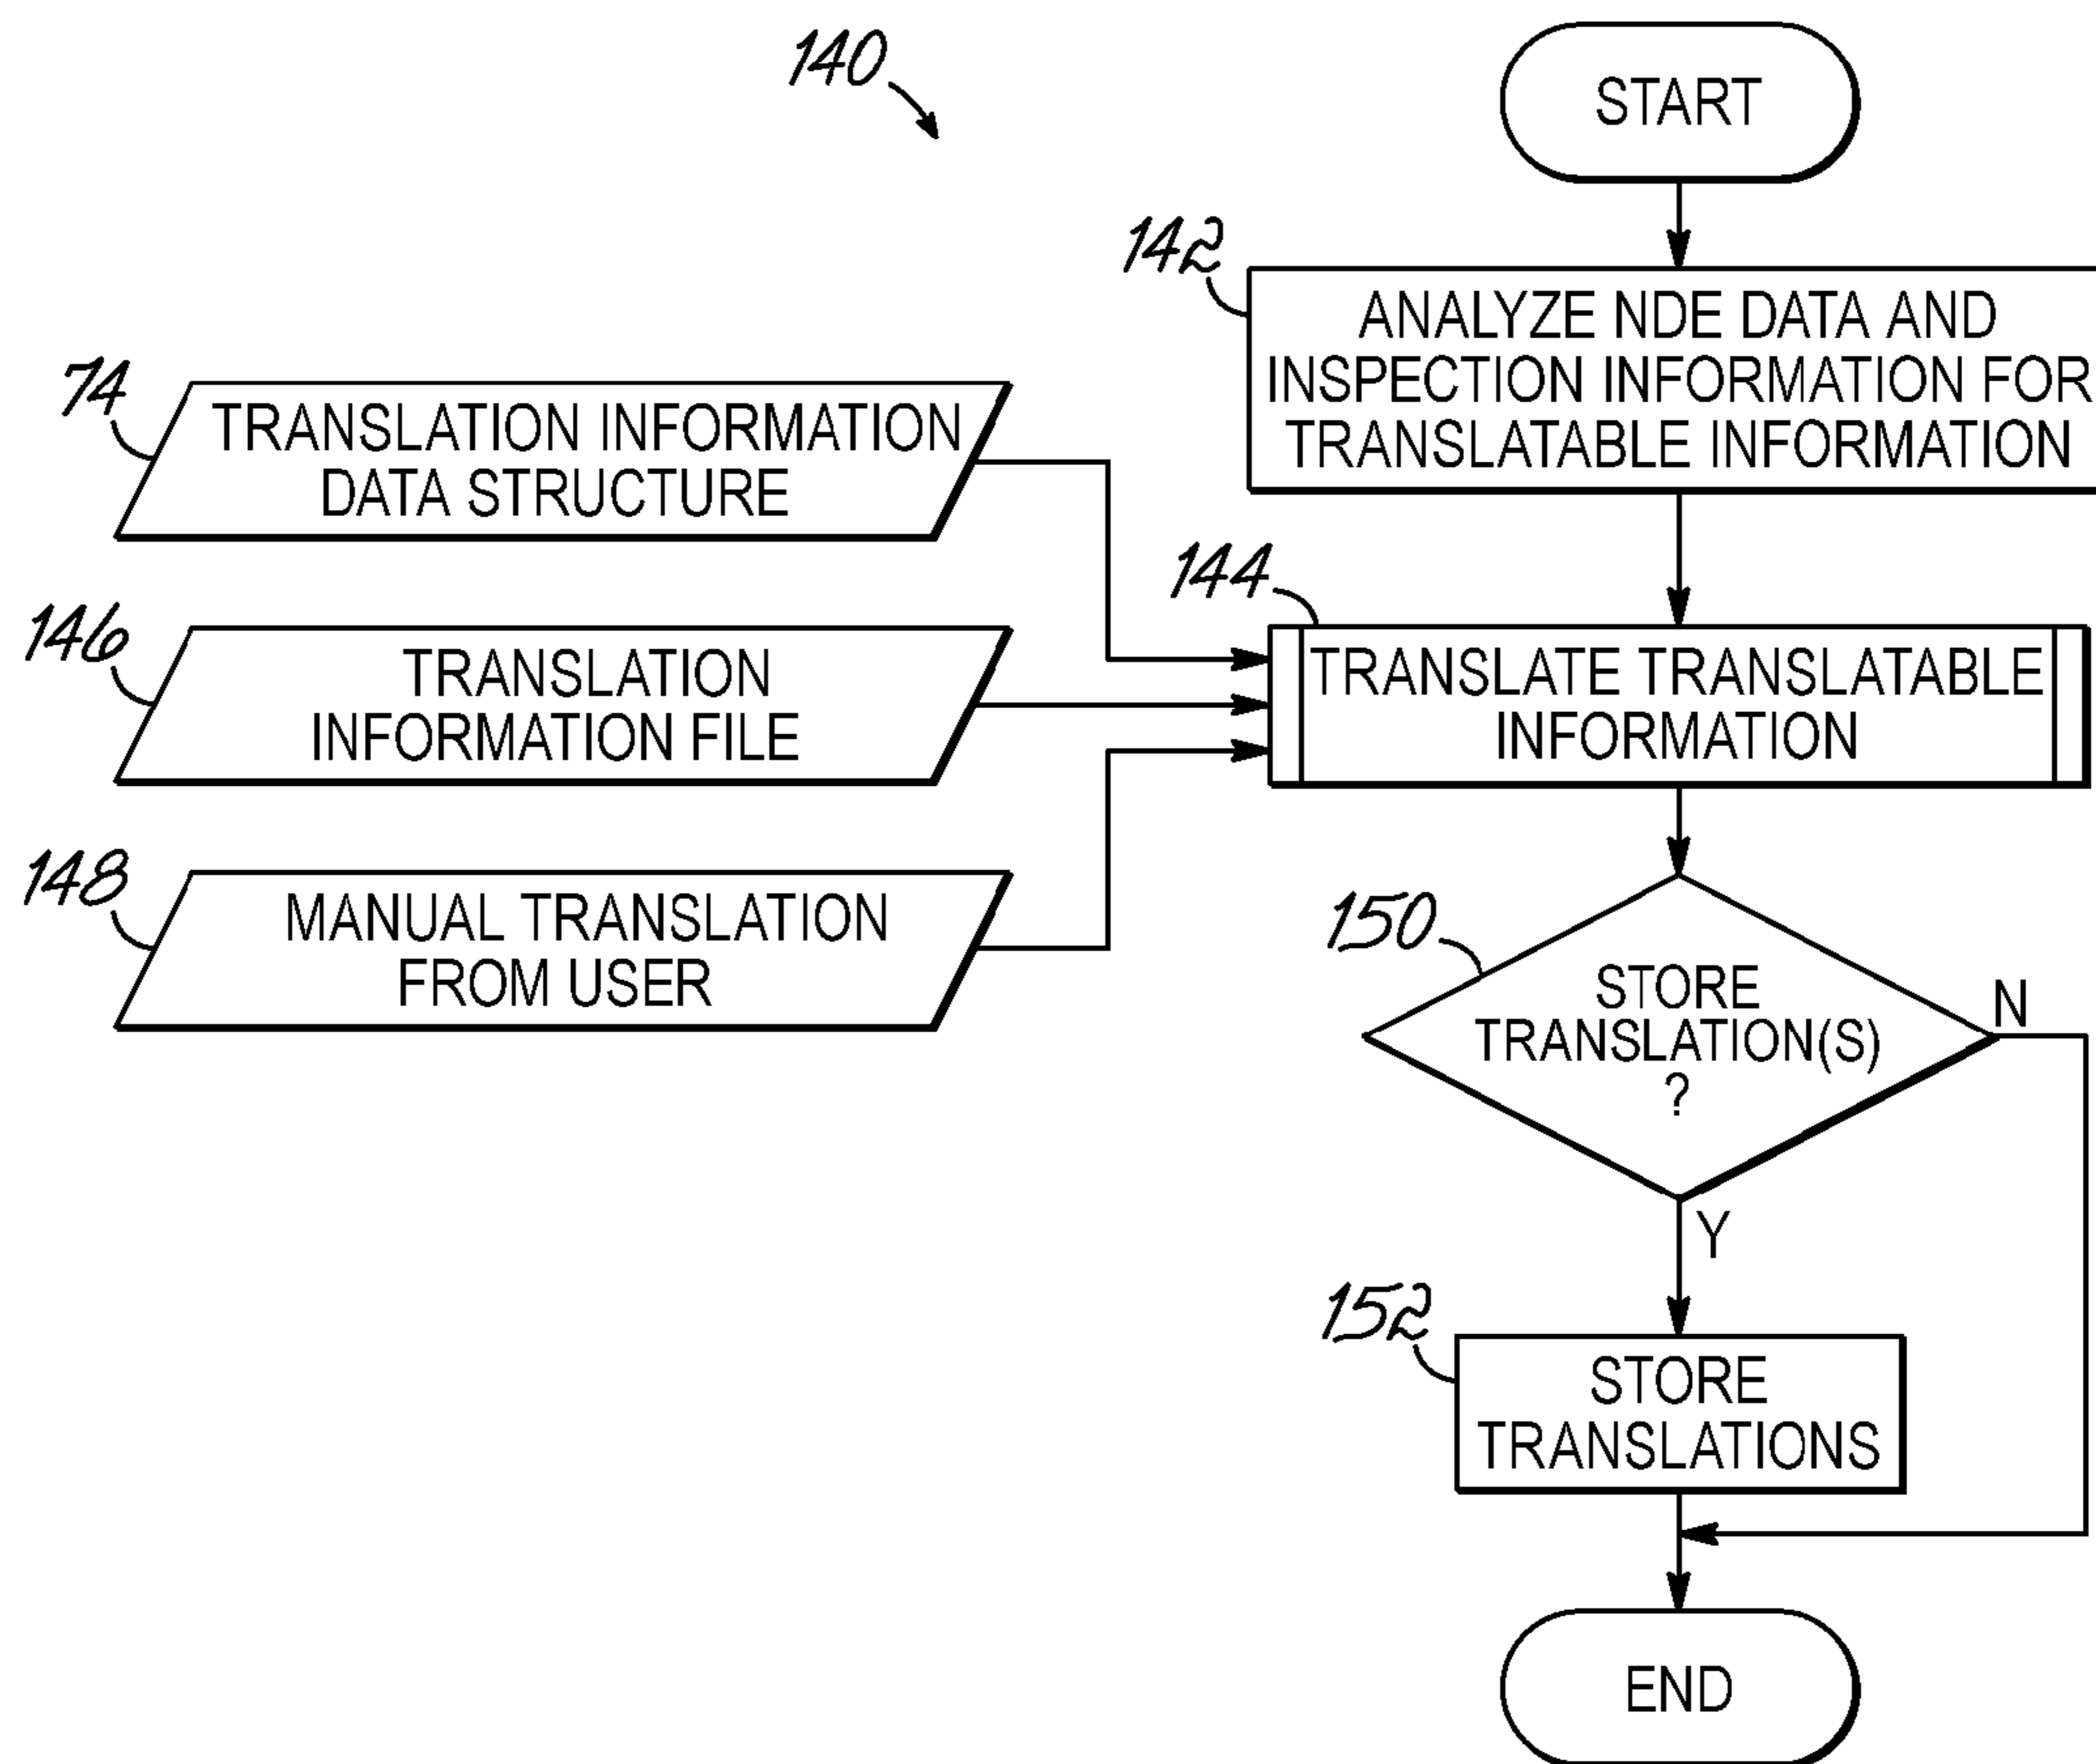 140
START
142
ANALYZE NDE DATA AND
INSPECTION INFORMATION FOR
TRANSLATABLE INFORMATION
74
TRANSLATION INFORMATION
DATA STRUCTURE
144
TRANSLATE TRANSLATABLE
INFORMATION
146
TRANSLATION
INFORMATION FILE
148
MANUAL TRANSLATION
FROM USER
150
STORE
TRANSLATION(S)
?
N
Y
152
STORE
TRANSLATIONS
END